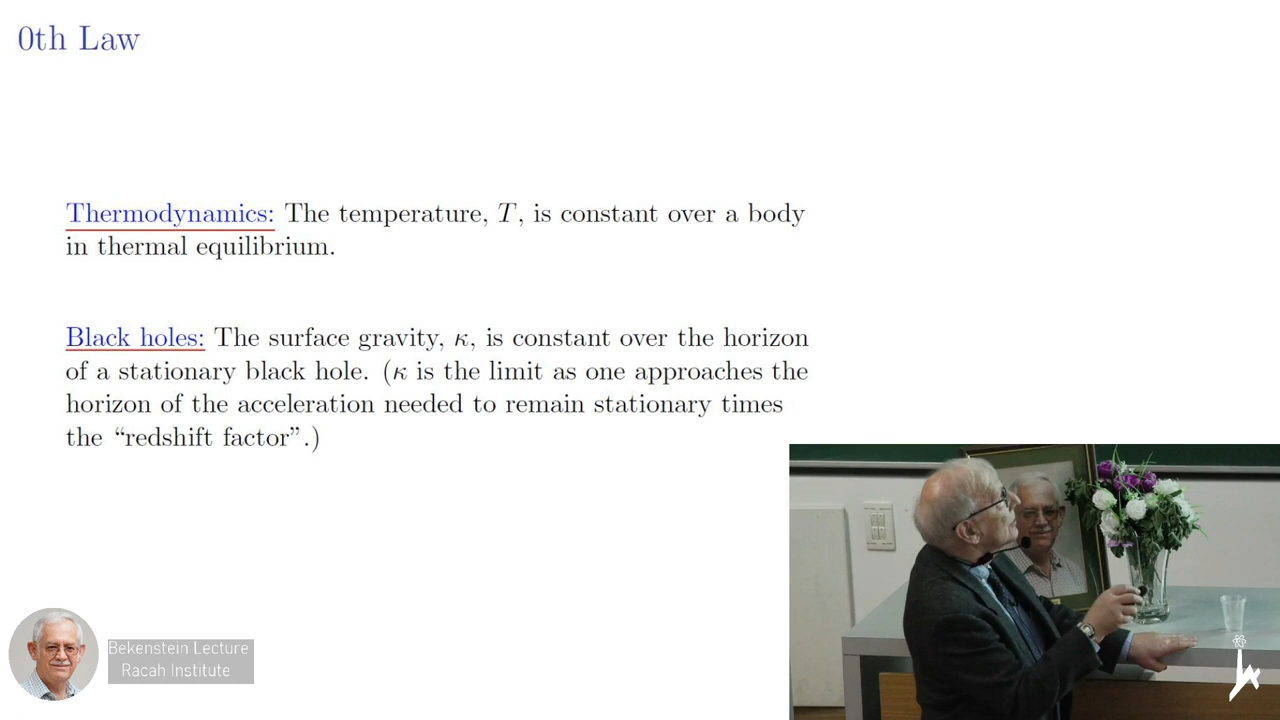 0th Law
Thermodynamics: The temperature, T, is constant over a body
in thermal equilibrium.
Black holes: The surface gravity, κ, is constant over the horizon
of a stationary black hole. (κ is the limit as one approaches the
horizon of the acceleration needed to remain stationary times
the “redshift factor”.)
Bekenstein Lecture
Racah Institute